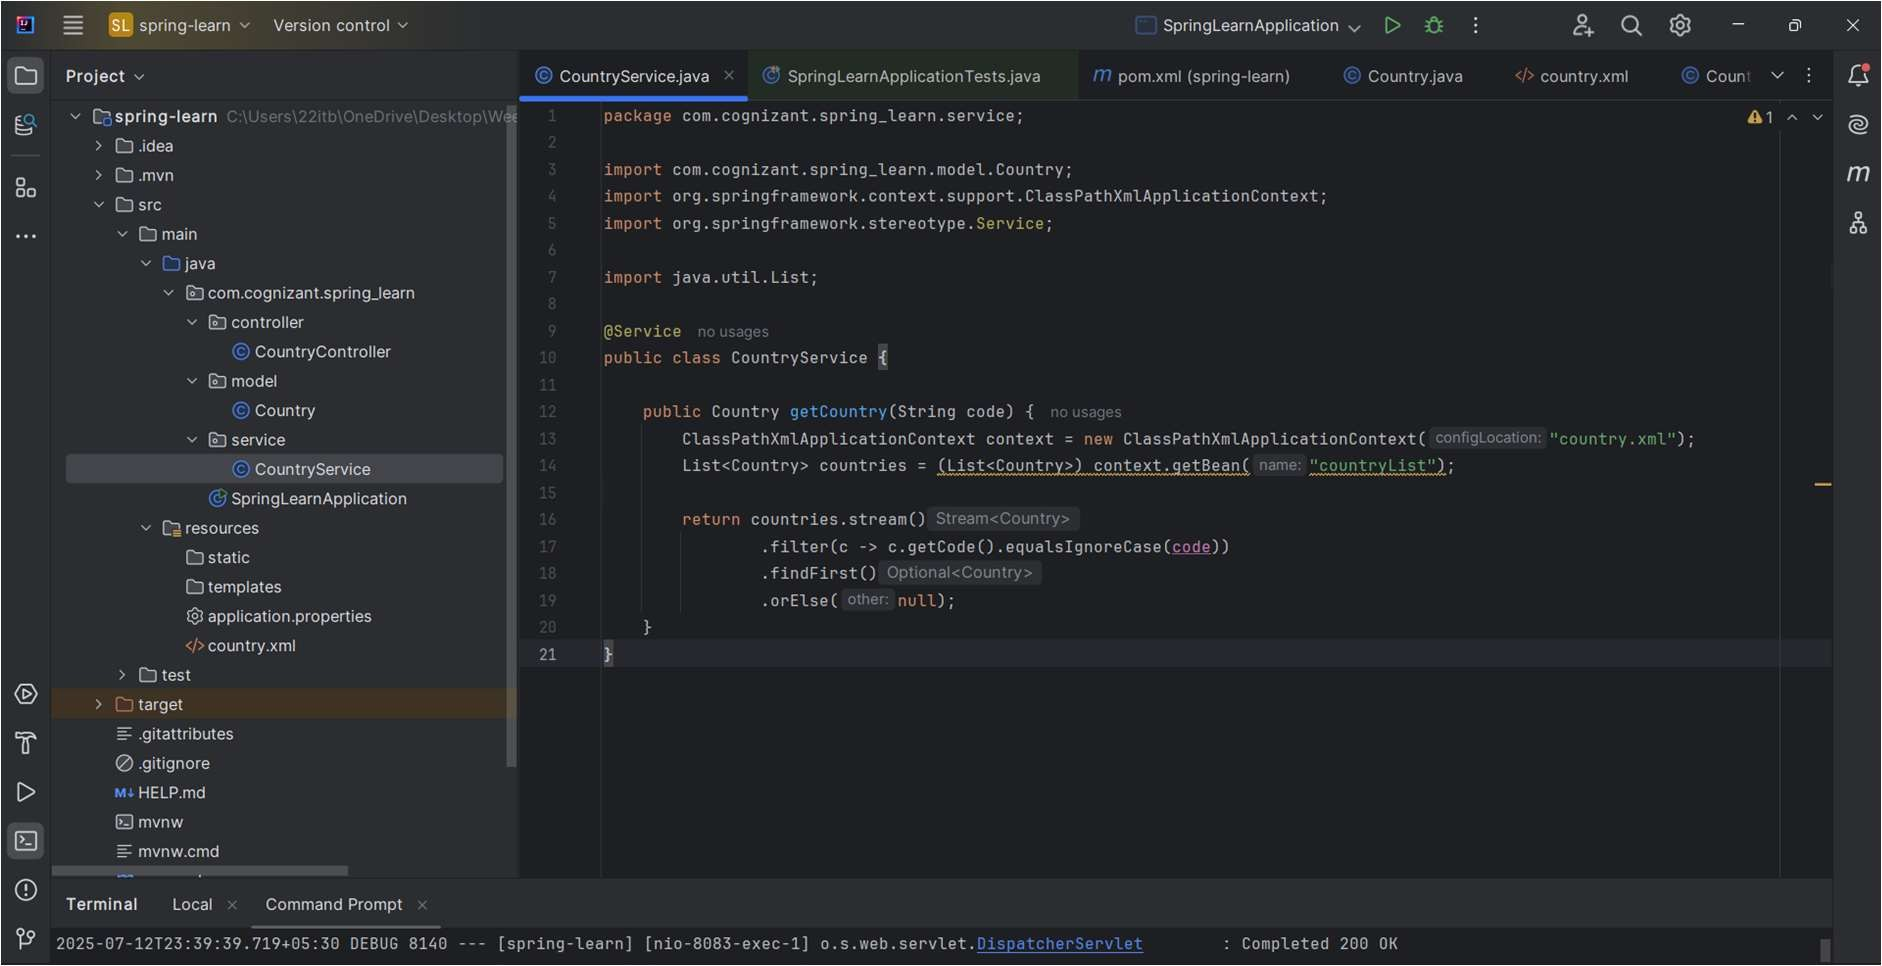 SL spring-learn Version control SpringLearnApplication
Project
CountryService.java SpringLearnApplicationTests.java m pom.xml (spring-learn) Country.java </> country.xml Count
spring-learn C:\Users\22itb\OneDrive\Desktop\Wee
.idea
.mvn
src
main
java
com.cognizant.spring_learn
controller
CountryController
model
Country
service
CountryService
SpringLearnApplication
resources
static
templates
application.properties
</> country.xml
test
target
.gitattributes
.gitignore
M↓ HELP.md
mvnw
mvnw.cmd
1 package com.cognizant.spring_learn.service;
2
3 import com.cognizant.spring_learn.model.Country;
4 import org.springframework.context.support.ClassPathXmlApplicationContext;
5 import org.springframework.stereotype.Service;
6
7 import java.util.List;
8
9 @Service no usages
10 public class CountryService {
11
12 public Country getCountry(String code) { no usages
13 ClassPathXmlApplicationContext context = new ClassPathXmlApplicationContext( configLocation: "country.xml");
14 List<Country> countries = (List<Country>) context.getBean( name: "countryList");
15
16 return countries.stream() Stream<Country>
17 .filter(c -> c.getCode().equalsIgnoreCase(code))
18 .findFirst() Optional<Country>
19 .orElse( other: null);
20 }
21 }
1
m
Terminal Local Command Prompt
2025-07-12T23:39:39.719+05:30 DEBUG 8140 --- [spring-learn] [nio-8083-exec-1] o.s.web.servlet.DispatcherServlet : Completed 200 OK